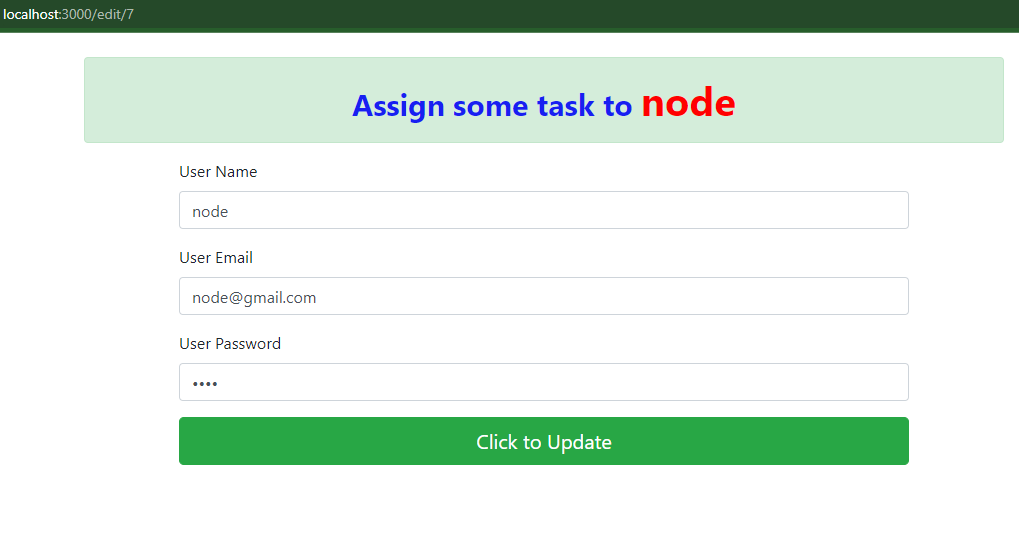 localhost:3000/edit/7
Assign some task to node
User Name
node
User Email
node@gmail.com
User Password
••••
Click to Update